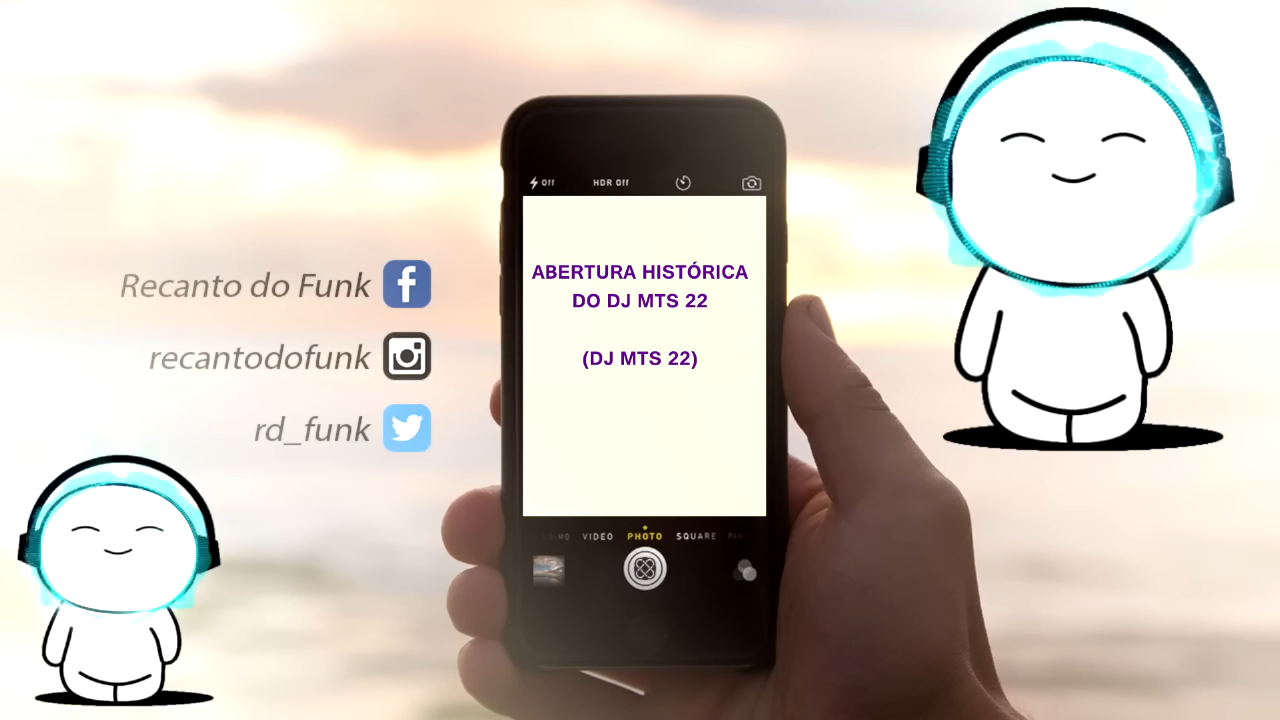 Off
HDR Off
ABERTURA HISTÓRICA
DO DJ MTS 22
(DJ MTS 22)
Recanto do Funk
recantodofunk
rd_funk
VIDEO PHOTO SQUARE